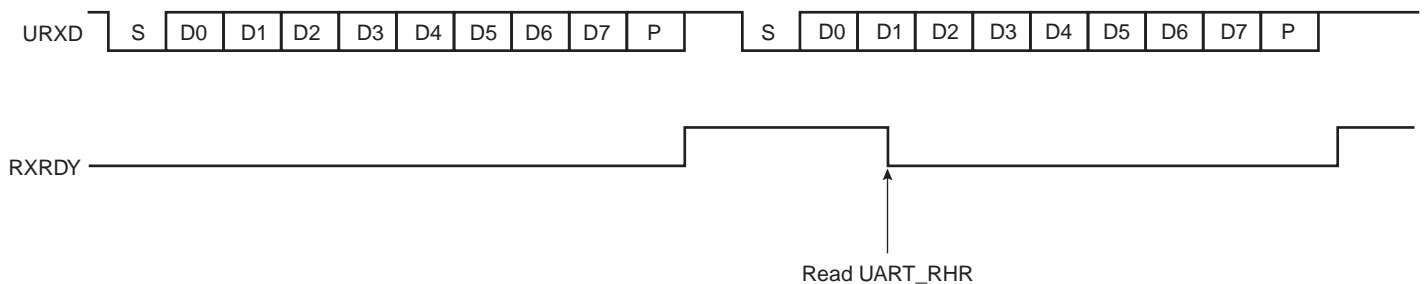 URXD S D0 D1 D2 D3 D4 D5 D6 D7 P S D0 D1 D2 D3 D4 D5 D6 D7 P
RXRDY
Read UART_RHR